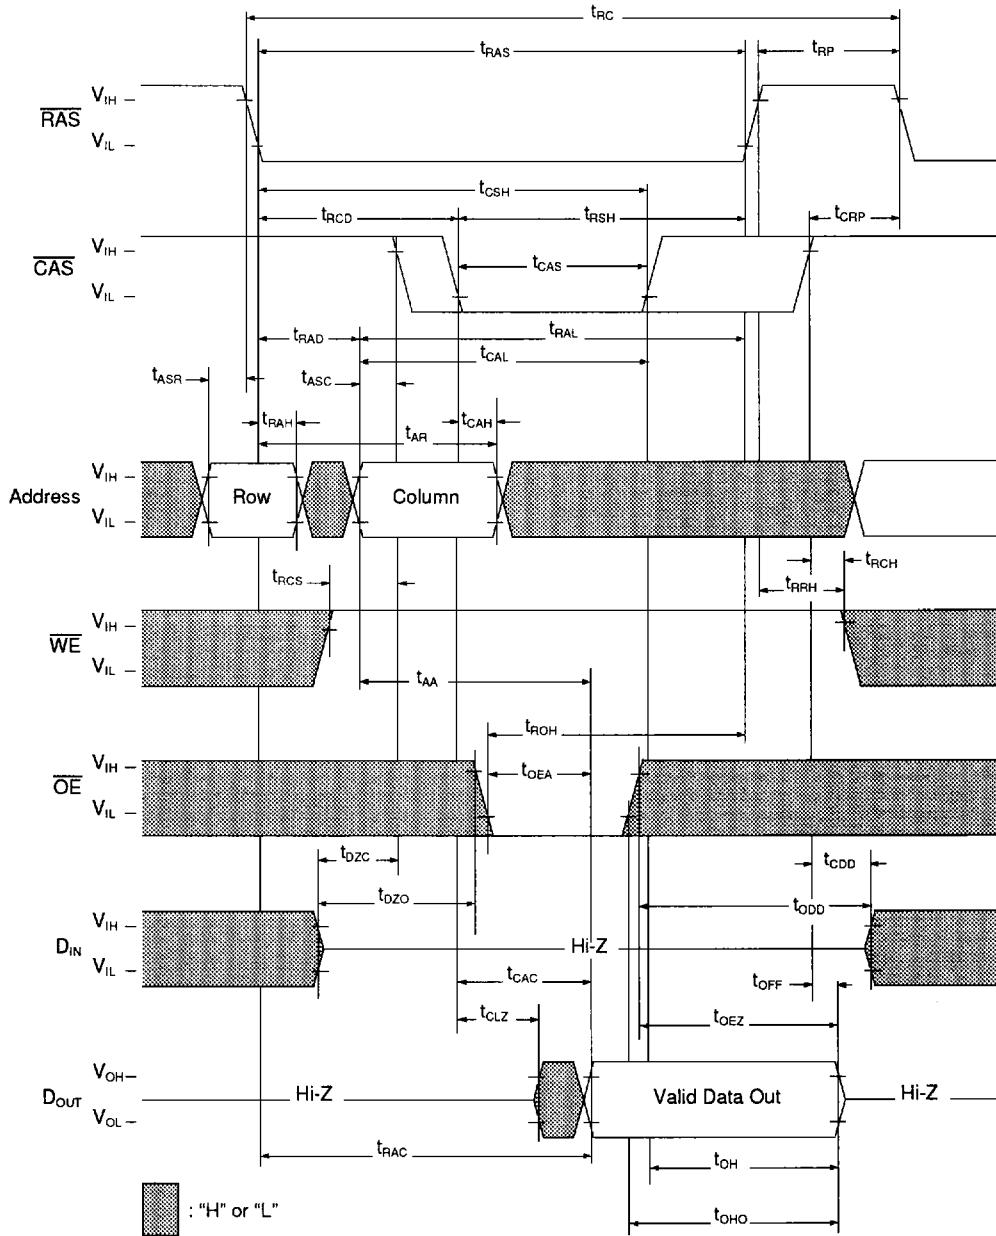 tRC
tRAS
tRP
RAS
VIH
VIL
tCSH
tRCD
tRSH
tCRP
CAS
VIH
VIL
tCAS
tRAD
tRAL
tCAL
tASR
tASC
tRAH
tCAH
tAR
Address
VIH
VIL
Row
Column
tRCS
tRCH
tRRH
WE
VIH
VIL
tAA
tROH
OE
VIH
VIL
tOEA
tDZC
tCDD
tDZO
tODD
DIN
VIH
VIL
Hi-Z
tCAC
tOFF
tCLZ
tOEZ
DOUT
VOH
VOL
Hi-Z
Valid Data Out
Hi-Z
tRAC
tOH
tOHO
: “H” or “L”